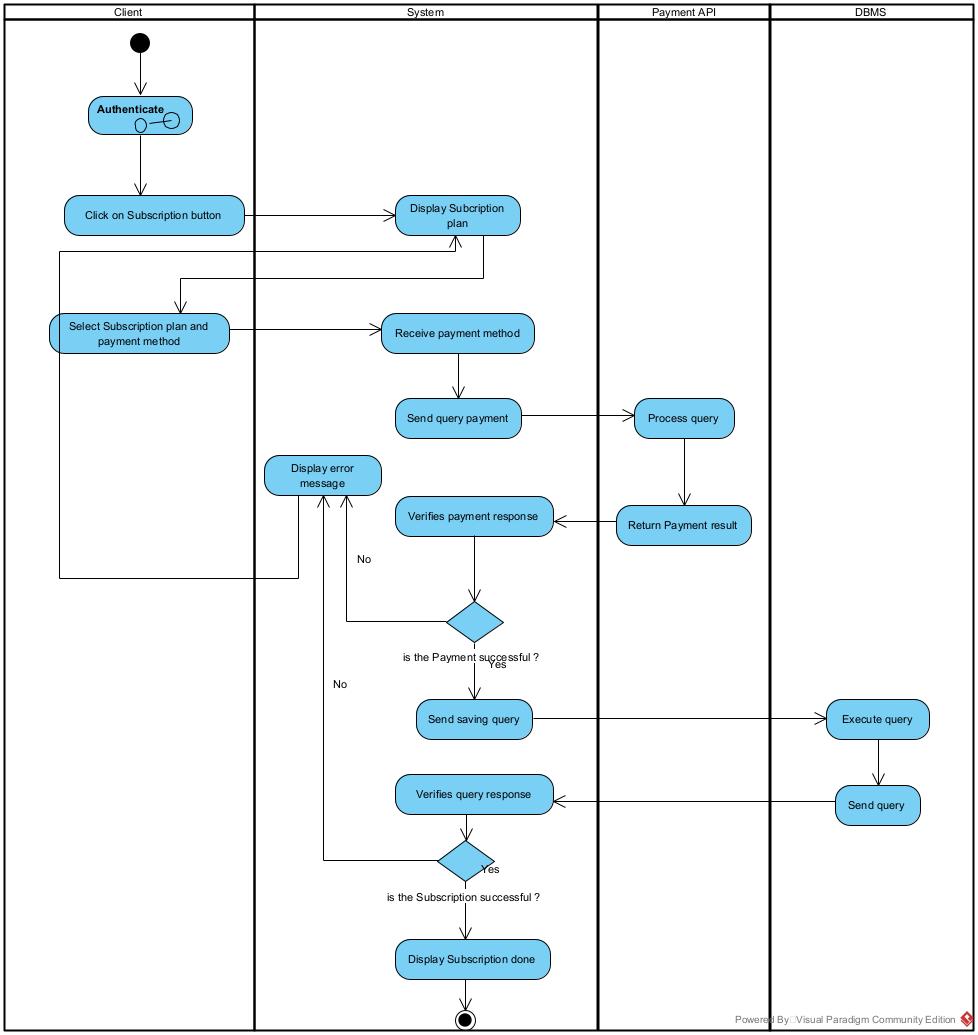 Client
System
Payment API
DBMS
Authenticate
Click on Subscription button
Display Subcription
plan
Select Subscription plan and
payment method
Receive payment method
Send query payment
Process query
Display error
message
Verifies payment response
Return Payment result
No
is the Payment successful ?
Yes
No
Send saving query
Execute query
Verifies query response
Send query
Yes
is the Subscription successful ?
Display Subscription done
Powered By Visual Paradigm Community Edition